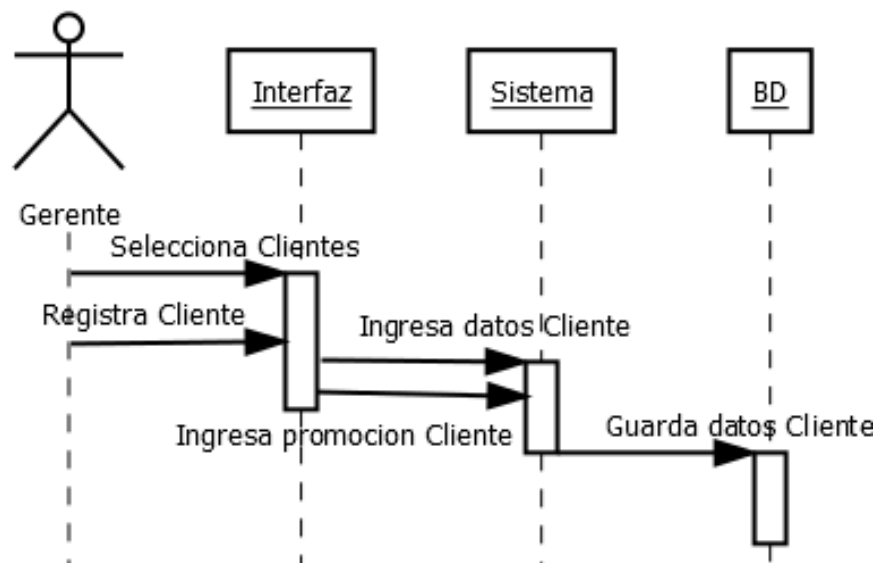 Interfaz
Sistema
BD
Gerente
Selecciona Clientes
Registra Cliente
Ingresa datos Cliente
Ingresa promocion Cliente
Guarda datos Cliente